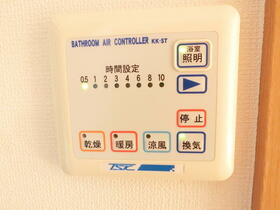 BATHROOM AIR CONTROLLER KK-ST
浴室
照明
時間設定
0.5 1 2 3 4 6 8 10
停止
乾燥 暖房 涼風 換気